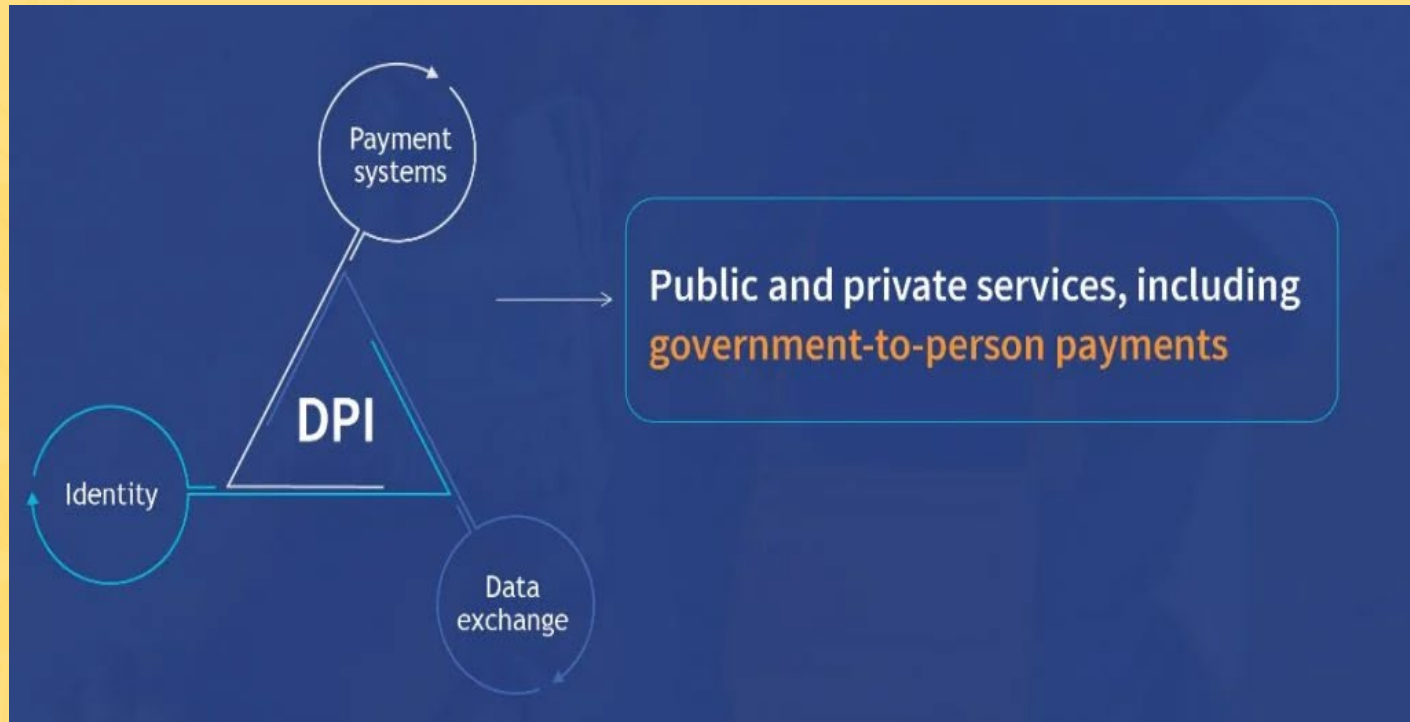 Payment
systems
DPI
Identity
Data
exchange
Public and private services, including
government-to-person payments